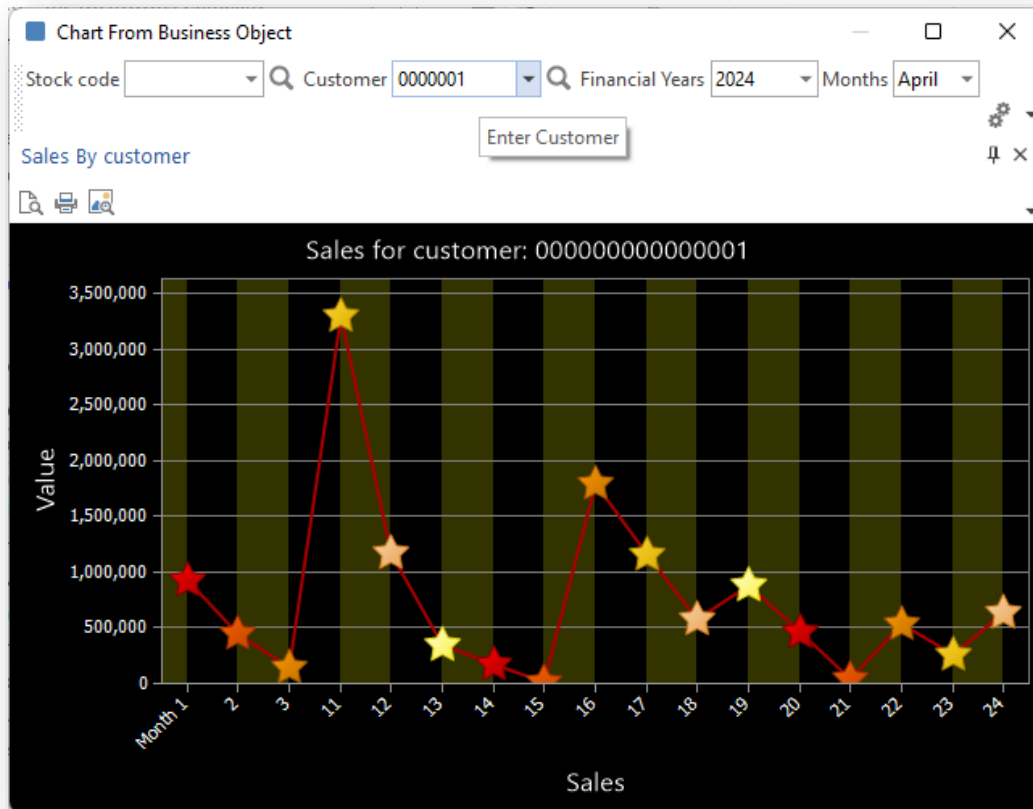 Chart From Business Object
Stock code Customer 0000001 Financial Years 2024 Months April
Enter Customer
Sales By customer
Sales for customer: 000000000000001
3,500,000
3,000,000
2,500,000
2,000,000
1,500,000
1,000,000
500,000
0
Value
Month 1 2 3 11 12 13 14 15 16 17 18 19 20 21 22 23 24
Sales